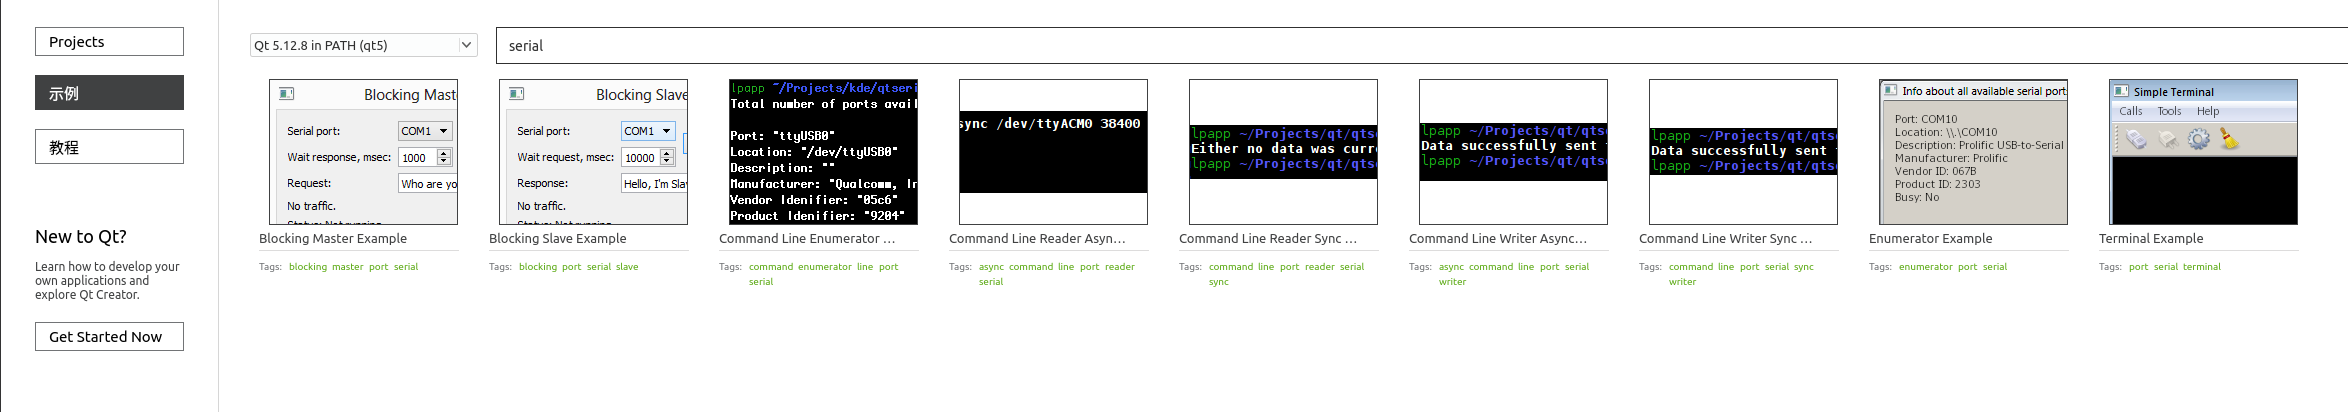 Projects
示例
教程
New to Qt?
Learn how to develop your
own applications and
explore Qt Creator.
Get Started Now
Qt 5.12.8 in PATH (qt5)
serial
Blocking Mast
Serial port: COM1
Wait response, msec: 1000
Request: Who are yo
No traffic.
Blocking Master Example
Tags: blocking master port serial
Blocking Slave
Serial port: COM1
Wait request, msec: 10000
Response: Hello, I'm Slav
No traffic.
Blocking Slave Example
Tags: blocking port serial slave
lpapp ~/Projects/kde/qtseri
Total number of ports avail
Port: "ttyUSB0"
Location: "/dev/ttyUSB0"
Description: ""
Manufacturer: "Qualcomm, In
Vendor Idenifier: "05c6"
Product Idenifier: "9204"
Command Line Enumerator ...
Tags: command enumerator line port
serial
sync /dev/ttyACM0 38400
Command Line Reader Asyn...
Tags: async command line port reader
serial
lpapp ~/Projects/qt/qtse
Either no data was curre
lpapp ~/Projects/qt/qtse
Command Line Reader Sync ...
Tags: command line port reader serial
sync
lpapp ~/Projects/qt/qts
Data successfully sent
lpapp ~/Projects/qt/qts
Command Line Writer Async...
Tags: async command line port serial
writer
lpapp ~/Projects/qt/qts
Data successfully sent
lpapp ~/Projects/qt/qts
Command Line Writer Sync ...
Tags: command line port serial sync
writer
Info about all available serial ports
Port: COM10
Location: \\.\COM10
Description: Prolific USB-to-Serial
Manufacturer: Prolific
Vendor ID: 067B
Product ID: 2303
Busy: No
Enumerator Example
Tags: enumerator port serial
Simple Terminal
Calls Tools Help
Terminal Example
Tags: port serial terminal